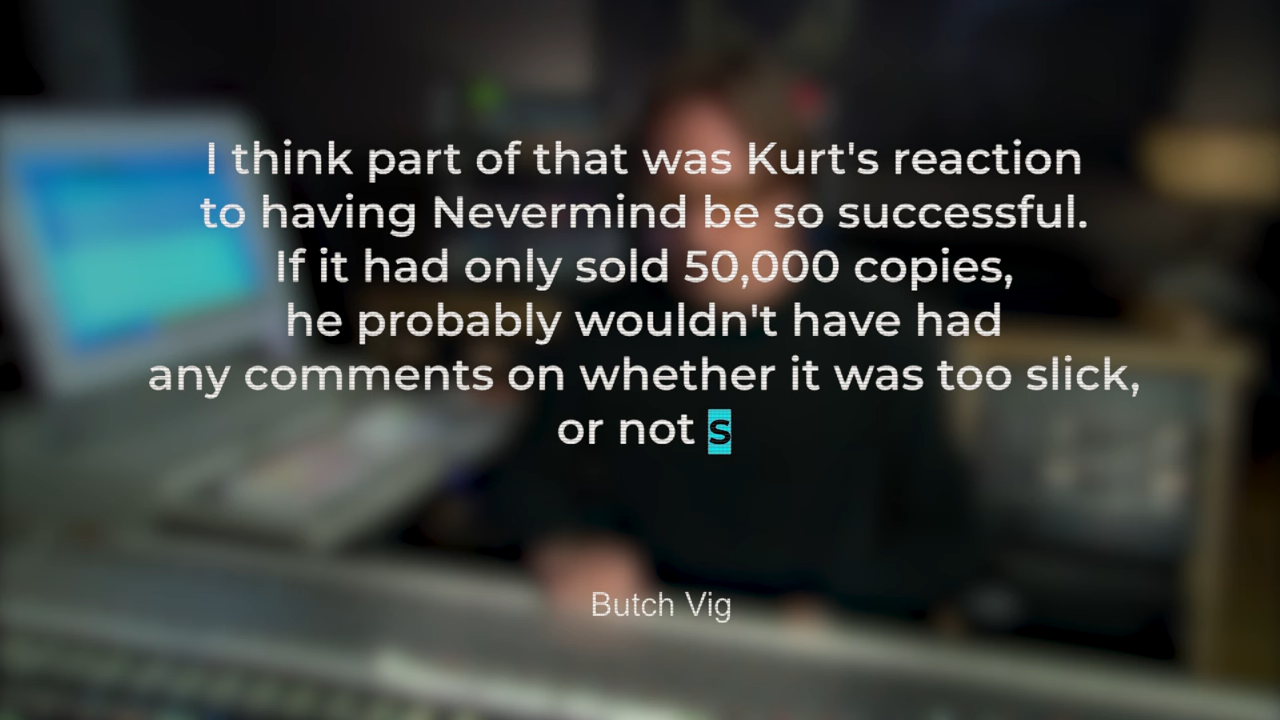 I think part of that was Kurt's reaction
to having Nevermind be so successful.
If it had only sold 50,000 copies,
he probably wouldn't have had
any comments on whether it was too slick,
or not s
Butch Vig